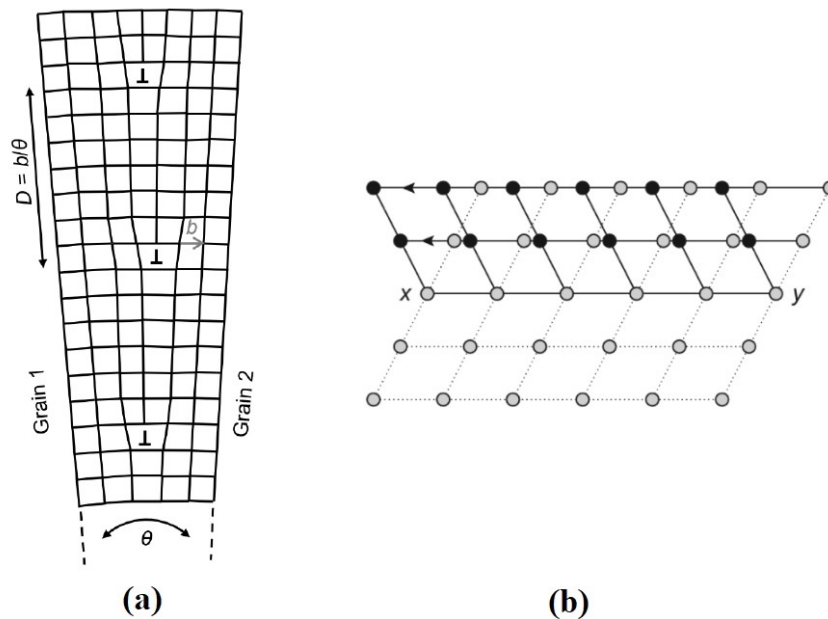 D = b/θ
b
Grain 1
Grain 2
θ
(a)
x
y
(b)